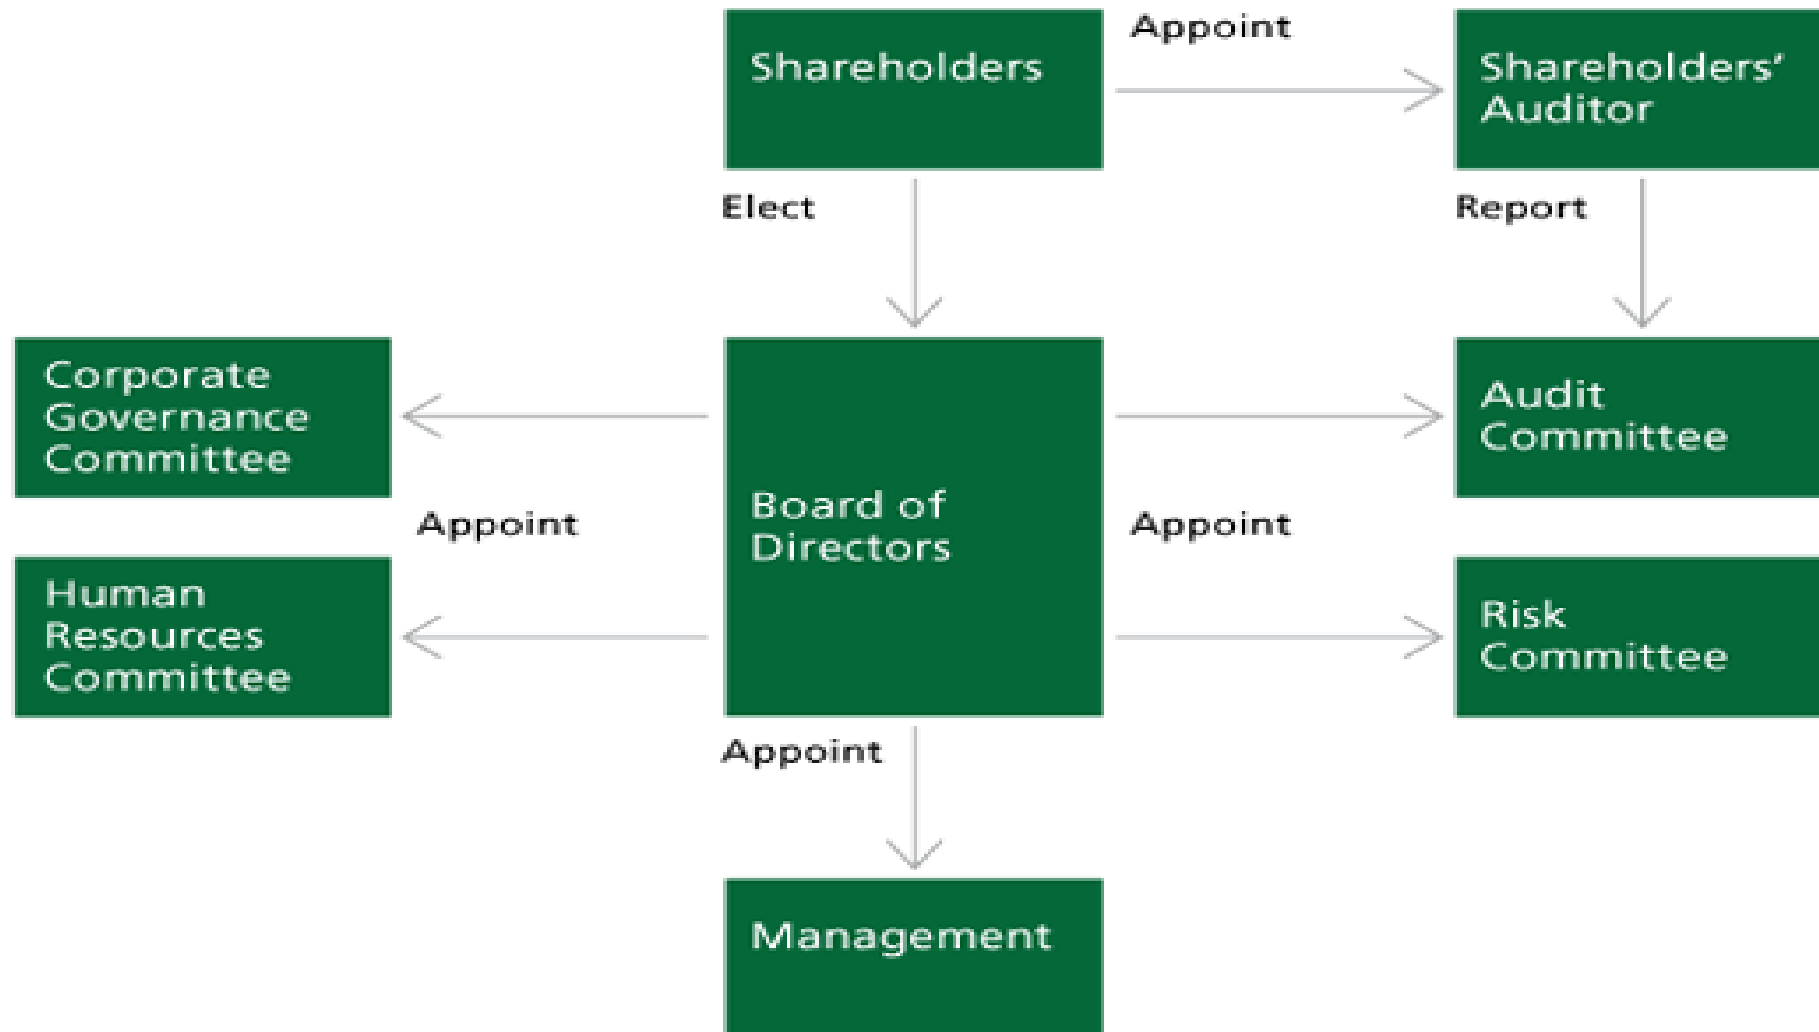 Shareholders
Appoint
Shareholders'
Auditor
Elect
Report
Corporate
Governance
Committee
Board of
Directors
Audit
Committee
Appoint
Appoint
Human
Resources
Committee
Risk
Committee
Appoint
Management